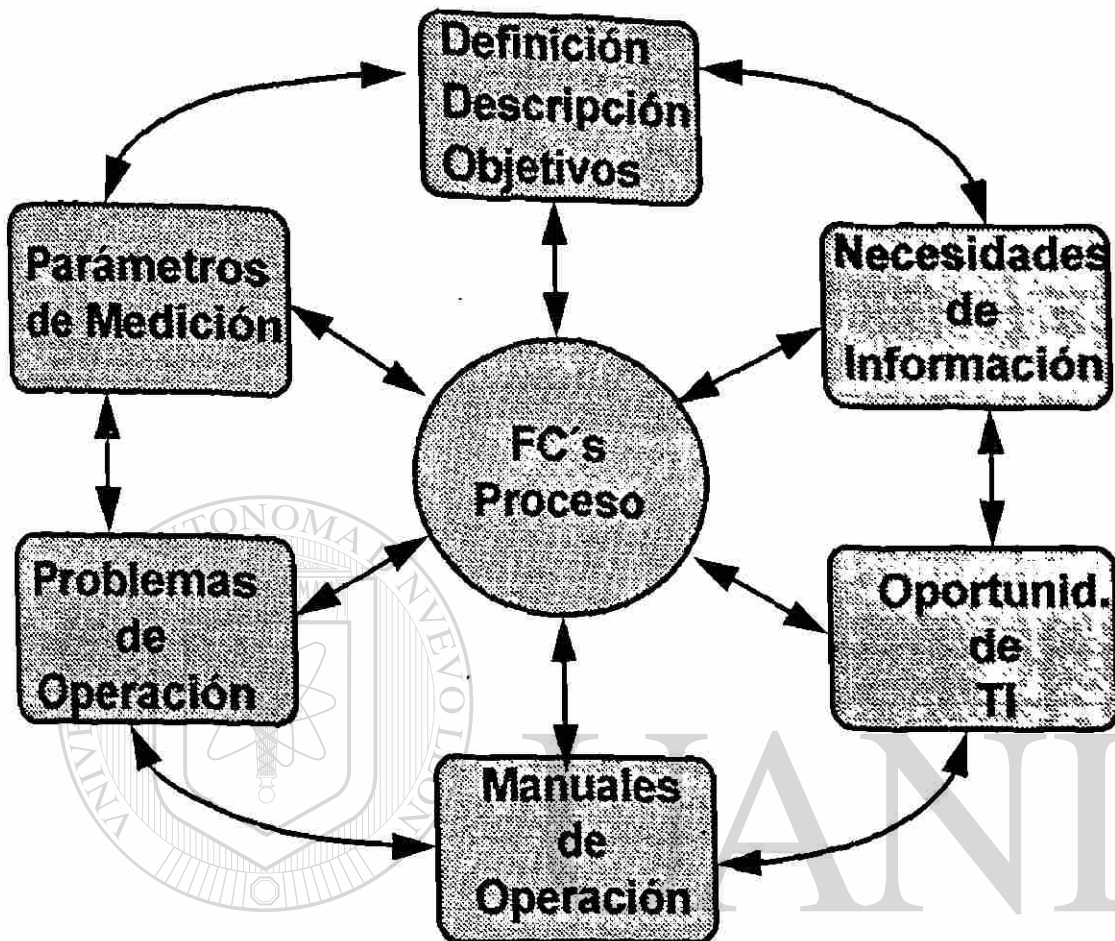 Definición
Descripción
Objetivos
Parámetros
de Medición
Necesidades
de
Información
FC´s
Proceso
Problemas
de
Operación
Oportunid.
de
TI
Manuales
de
Operación
UANL